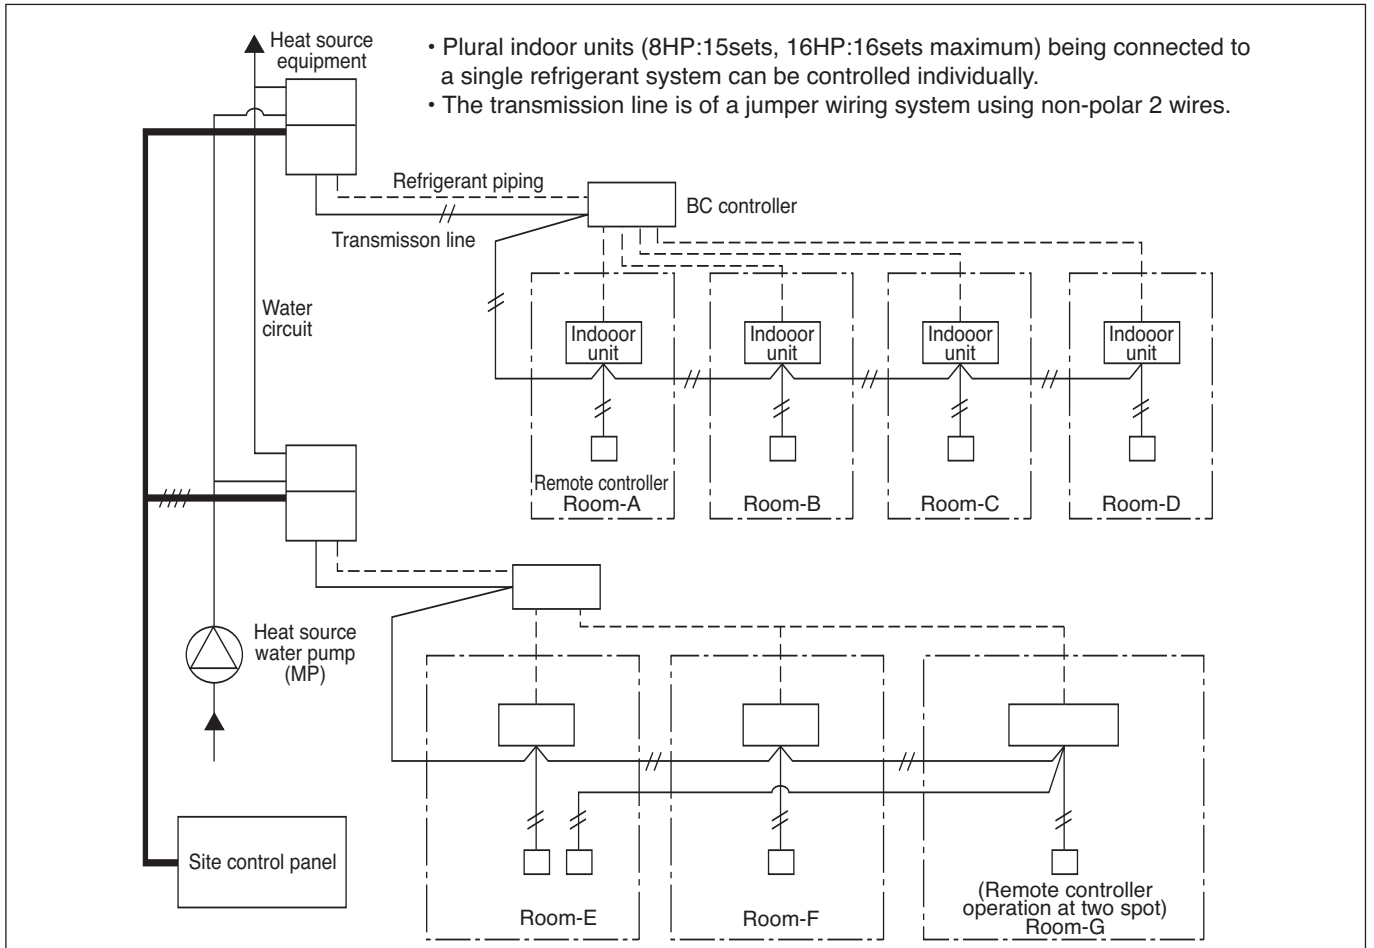 Heat source
equipment
• Plural indoor units (8HP:15sets, 16HP:16sets maximum) being connected to
a single refrigerant system can be controlled individually.
• The transmission line is of a jumper wiring system using non-polar 2 wires.
Refrigerant piping
BC controller
Transmisson line
Water
circuit
Indooor
unit
Indooor
unit
Indooor
unit
Indooor
unit
Remote controller
Room-A
Room-B
Room-C
Room-D
Heat source
water pump
(MP)
Site control panel
Room-E
Room-F
(Remote controller
operation at two spot)
Room-G